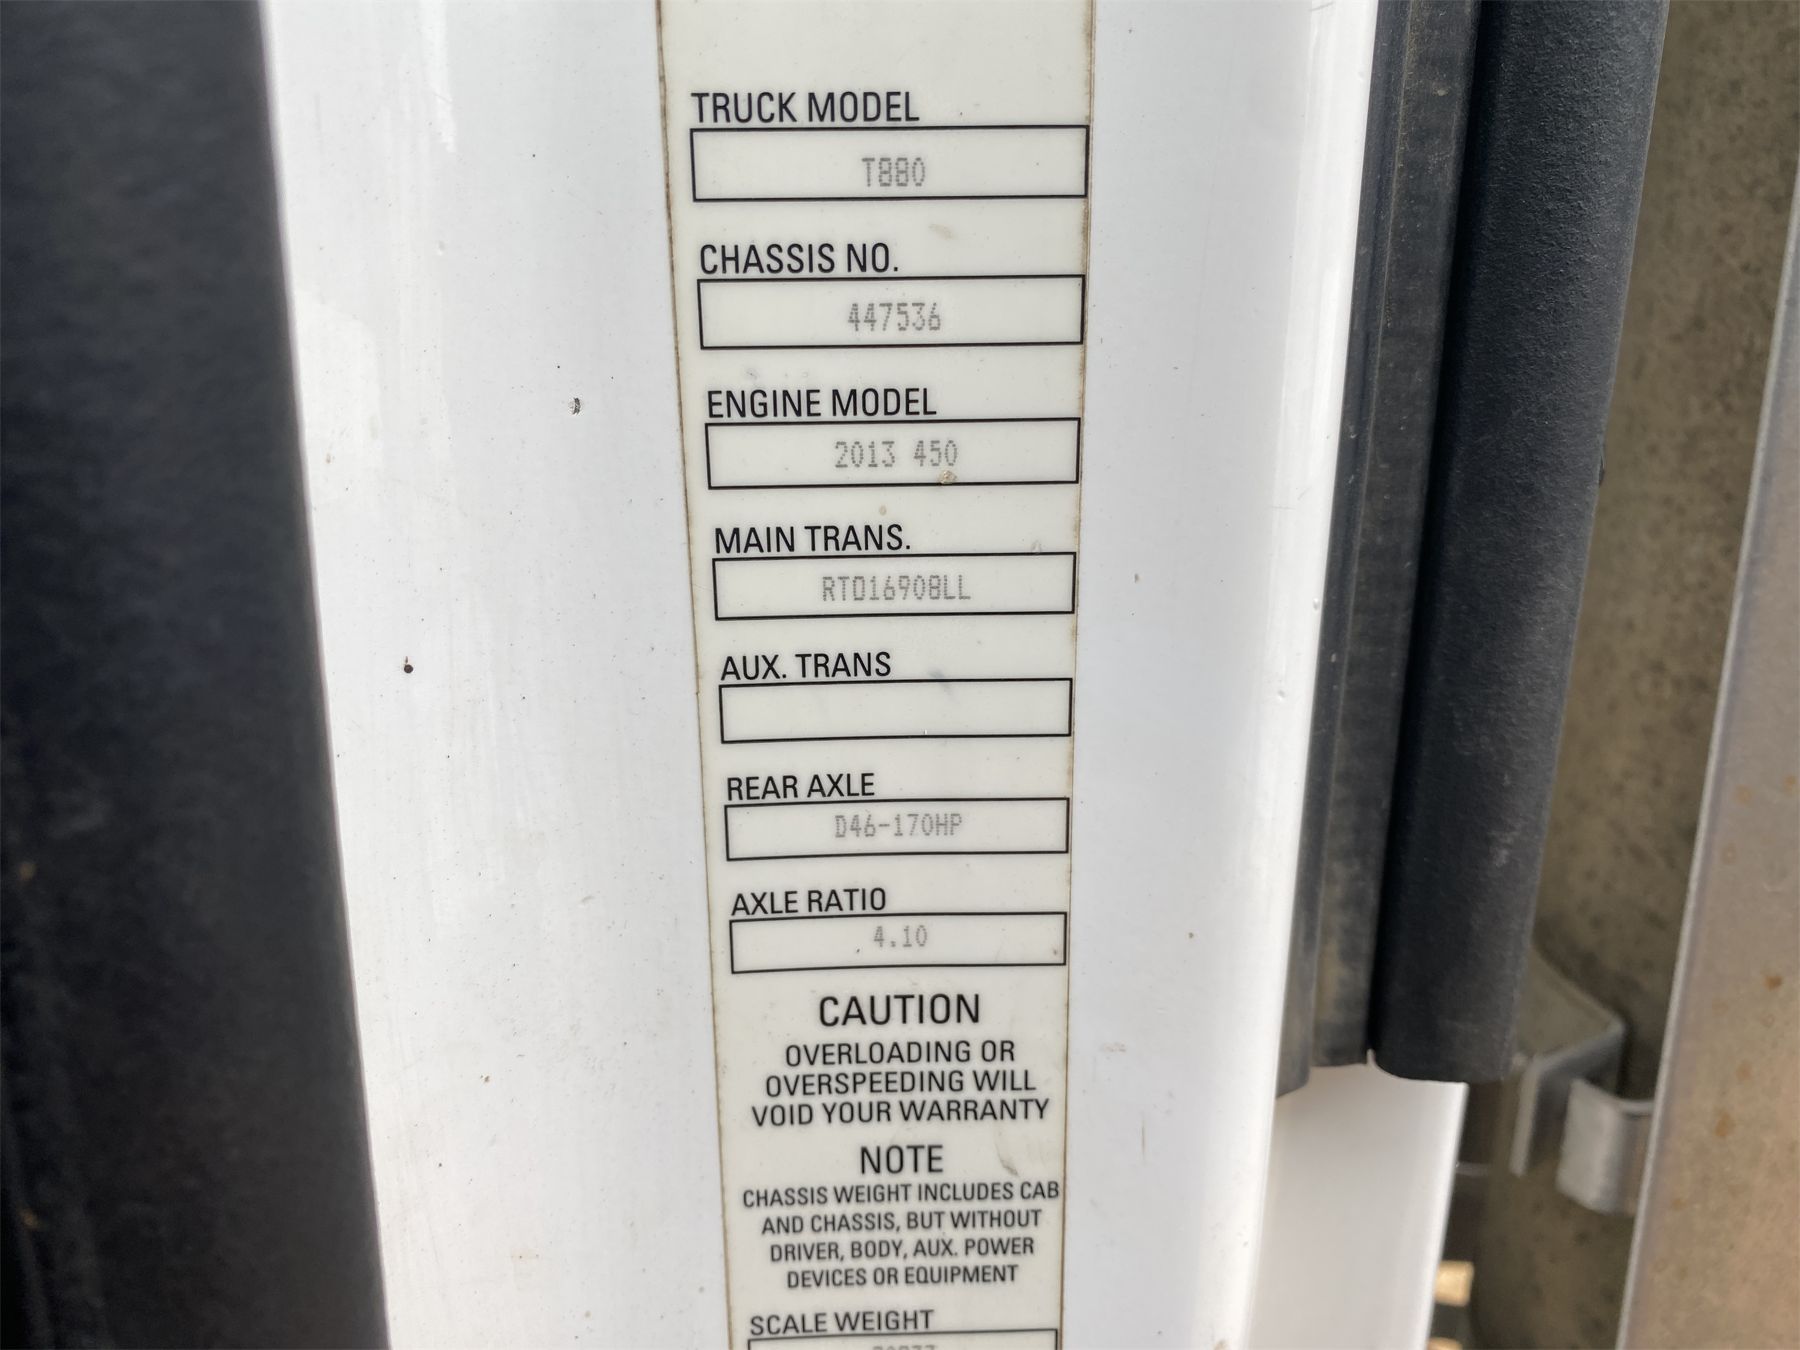 TRUCK MODEL
T880
CHASSIS NO.
447536
ENGINE MODEL
2013 450
MAIN TRANS.
RTO16908LL
AUX. TRANS
REAR AXLE
D46-170HP
AXLE RATIO
4.10
CAUTION
OVERLOADING OR
OVERSPEEDING WILL
VOID YOUR WARRANTY
NOTE
CHASSIS WEIGHT INCLUDES CAB
AND CHASSIS, BUT WITHOUT
DRIVER, BODY, AUX. POWER
DEVICES OR EQUIPMENT
SCALE WEIGHT